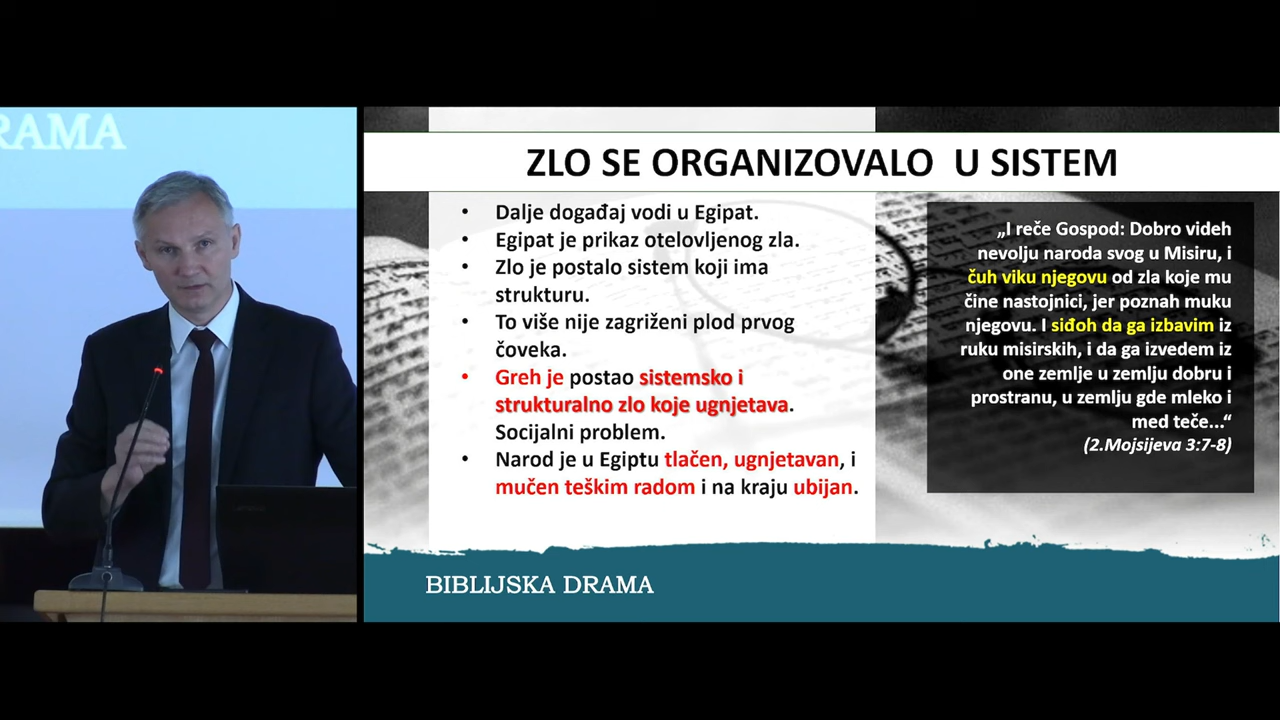 RAMA
ZLO SE ORGANIZOVALO U SISTEM
• Dalje događaj vodi u Egipat.
• Egipat je prikaz otelovljenog zla.
• Zlo je postalo sistem koji ima
strukturu.
• To više nije zagriženi plod prvog
čoveka.
• Greh je postao sistemsko i
strukturalno zlo koje ugnjetava.
Socijalni problem.
• Narod je u Egiptu tlačen, ugnjetavan, i
mučen teškim radom i na kraju ubijan.
„I reče Gospod: Dobro videh
nevolju naroda svog u Misiru, i
čuh viku njegovu od zla koje mu
čine nastojnici, jer poznah muku
njegovu. I siđoh da ga izbavim iz
ruku misirskih, i da ga izvedem iz
one zemlje u zemlju dobru i
prostranu, u zemlju gde mleko i
med teče...“
(2.Mojsijeva 3:7-8)
BIBLIJSKA DRAMA